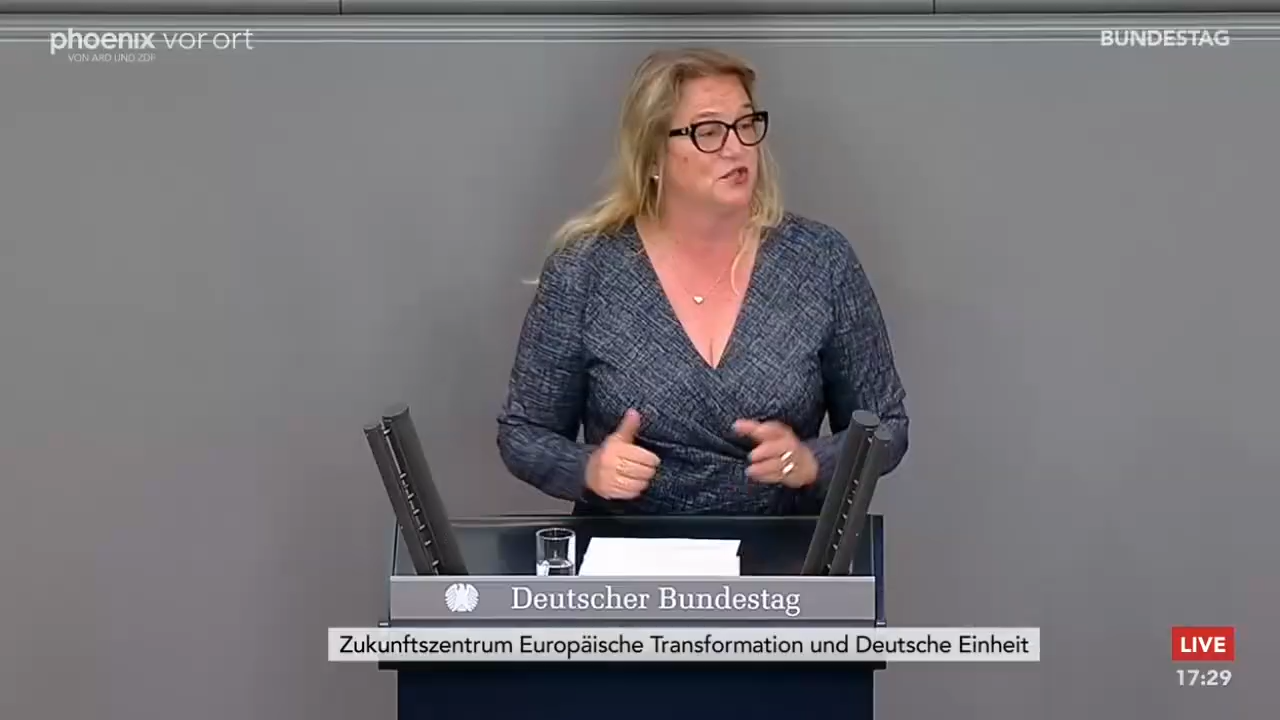 phoenix vor ort
VON ARD UND ZDF
BUNDESTAG
Deutscher Bundestag
Zukunftszentrum Europäische Transformation und Deutsche Einheit
LIVE
17:29